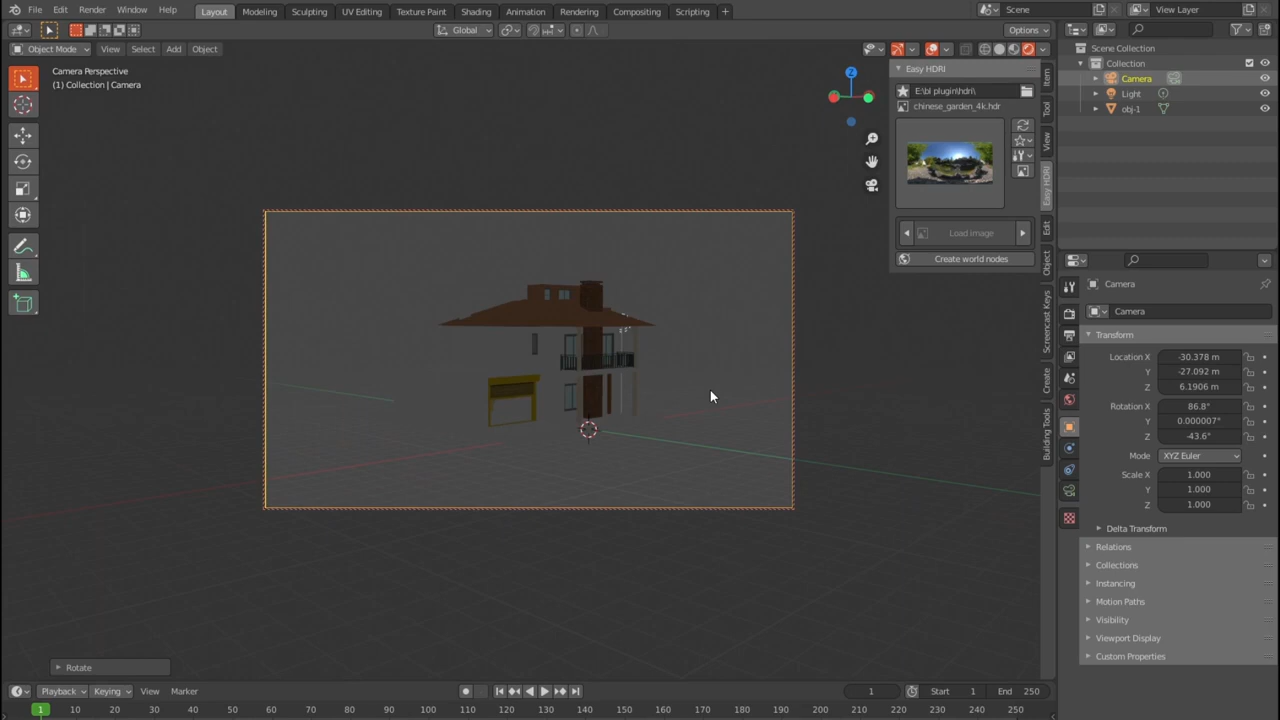 File Edit Render Window Help Layout Modeling Sculpting UV Editing Texture Paint Shading Animation Rendering Compositing Scripting + Scene View Layer
Global Options
Object Mode View Select Add Object
Camera Perspective
(1) Collection | Camera
Z
Easy HDRI
E:\bl plugin\hdri\
chinese_garden_4k.hdr
Load image
Create world nodes
Item
Tool
View
Easy HDRI
Edit
Object
Screencast Keys
Create
Building Tools
Scene Collection
Collection
Camera
Light
obj-1
Camera
Camera
Transform
Location X -30.378 m
Y -27.092 m
Z 6.1906 m
Rotation X 86.8°
Y 0.000007°
Z -43.6°
Mode XYZ Euler
Scale X 1.000
Y 1.000
Z 1.000
Delta Transform
Relations
Collections
Instancing
Motion Paths
Visibility
Viewport Display
Custom Properties
Rotate
Playback Keying View Marker 1 Start 1 End 250
1 10 20 30 40 50 60 70 80 90 100 110 120 130 140 150 160 170 180 190 200 210 220 230 240 250